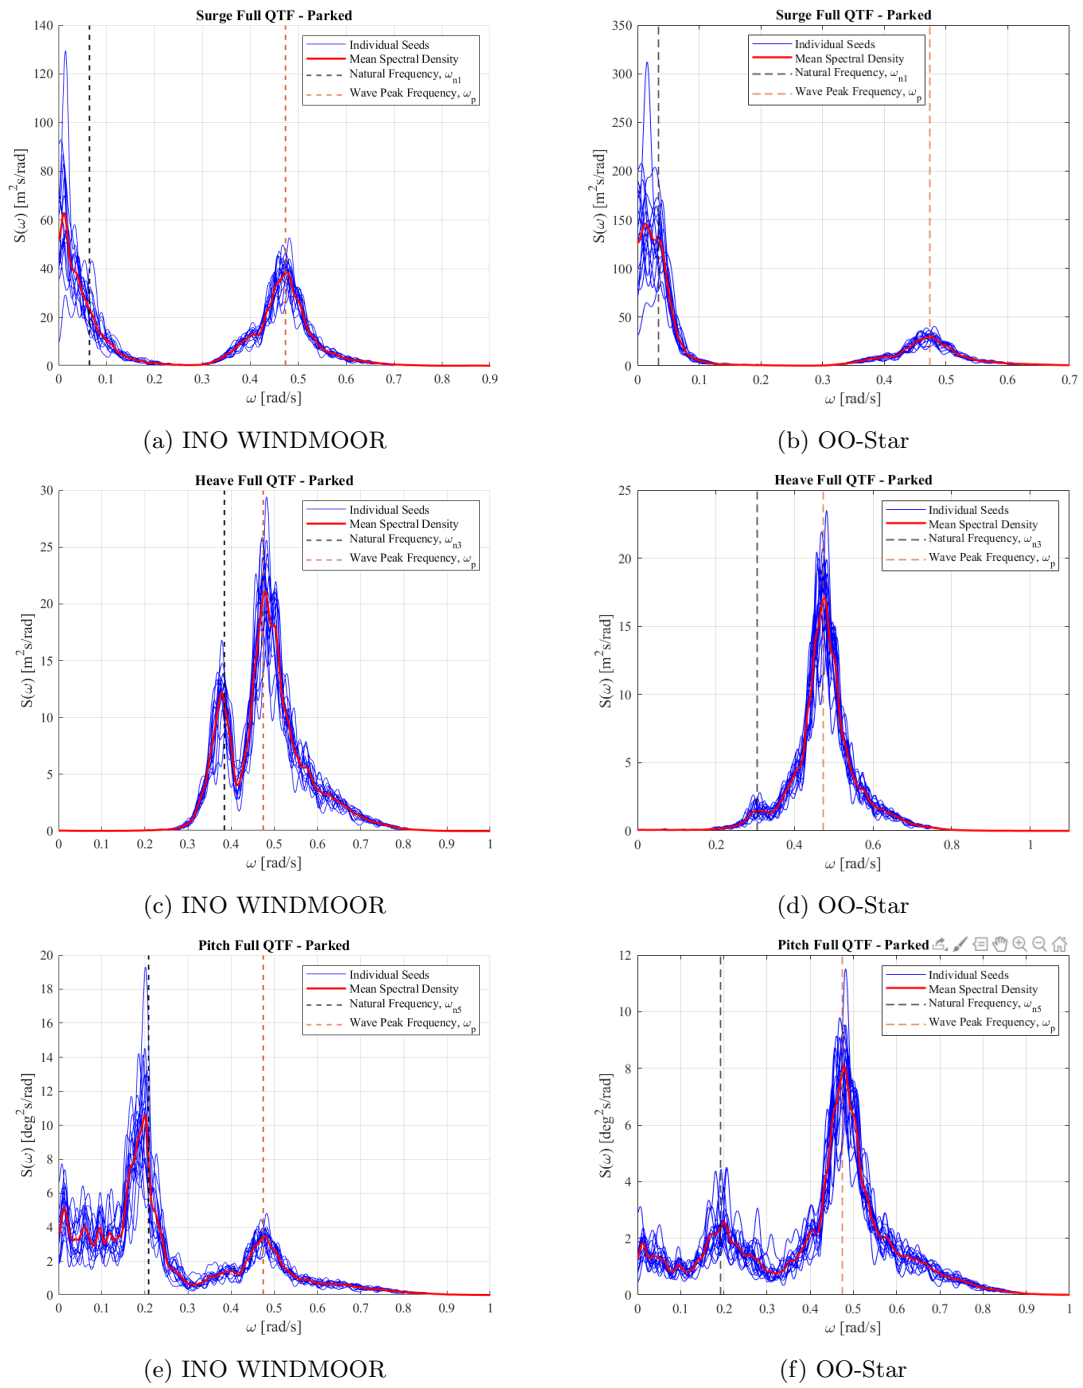 Surge Full QTF - Parked
140
120
100
80
60
40
20
0
S(ω) [m²s/rad]
Individual Seeds
Mean Spectral Density
Natural Frequency, ωn1
Wave Peak Frequency, ωp
0 0.1 0.2 0.3 0.4 0.5 0.6 0.7 0.8 0.9
ω [rad/s]
(a) INO WINDMOOR
Surge Full QTF - Parked
350
300
250
200
150
100
50
0
S(ω) [m²s/rad]
Individual Seeds
Mean Spectral Density
Natural Frequency, ωn1
Wave Peak Frequency, ωp
0 0.1 0.2 0.3 0.4 0.5 0.6 0.7
ω [rad/s]
(b) OO-Star
Heave Full QTF - Parked
30
25
20
15
10
5
0
S(ω) [m²s/rad]
Individual Seeds
Mean Spectral Density
Natural Frequency, ωn3
Wave Peak Frequency, ωp
0 0.1 0.2 0.3 0.4 0.5 0.6 0.7 0.8 0.9 1
ω [rad/s]
(c) INO WINDMOOR
Heave Full QTF - Parked
25
20
15
10
5
0
S(ω) [m²s/rad]
Individual Seeds
Mean Spectral Density
Natural Frequency, ωn3
Wave Peak Frequency, ωp
0 0.2 0.4 0.6 0.8 1
ω [rad/s]
(d) OO-Star
Pitch Full QTF - Parked
20
18
16
14
12
10
8
6
4
2
0
S(ω) [deg²s/rad]
Individual Seeds
Mean Spectral Density
Natural Frequency, ωn5
Wave Peak Frequency, ωp
0 0.1 0.2 0.3 0.4 0.5 0.6 0.7 0.8 0.9 1
ω [rad/s]
(e) INO WINDMOOR
Pitch Full QTF - Parked
12
10
8
6
4
2
0
S(ω) [deg²s/rad]
Individual Seeds
Mean Spectral Density
Natural Frequency, ωn5
Wave Peak Frequency, ωp
0 0.1 0.2 0.3 0.4 0.5 0.6 0.7 0.8 0.9 1
ω [rad/s]
(f) OO-Star